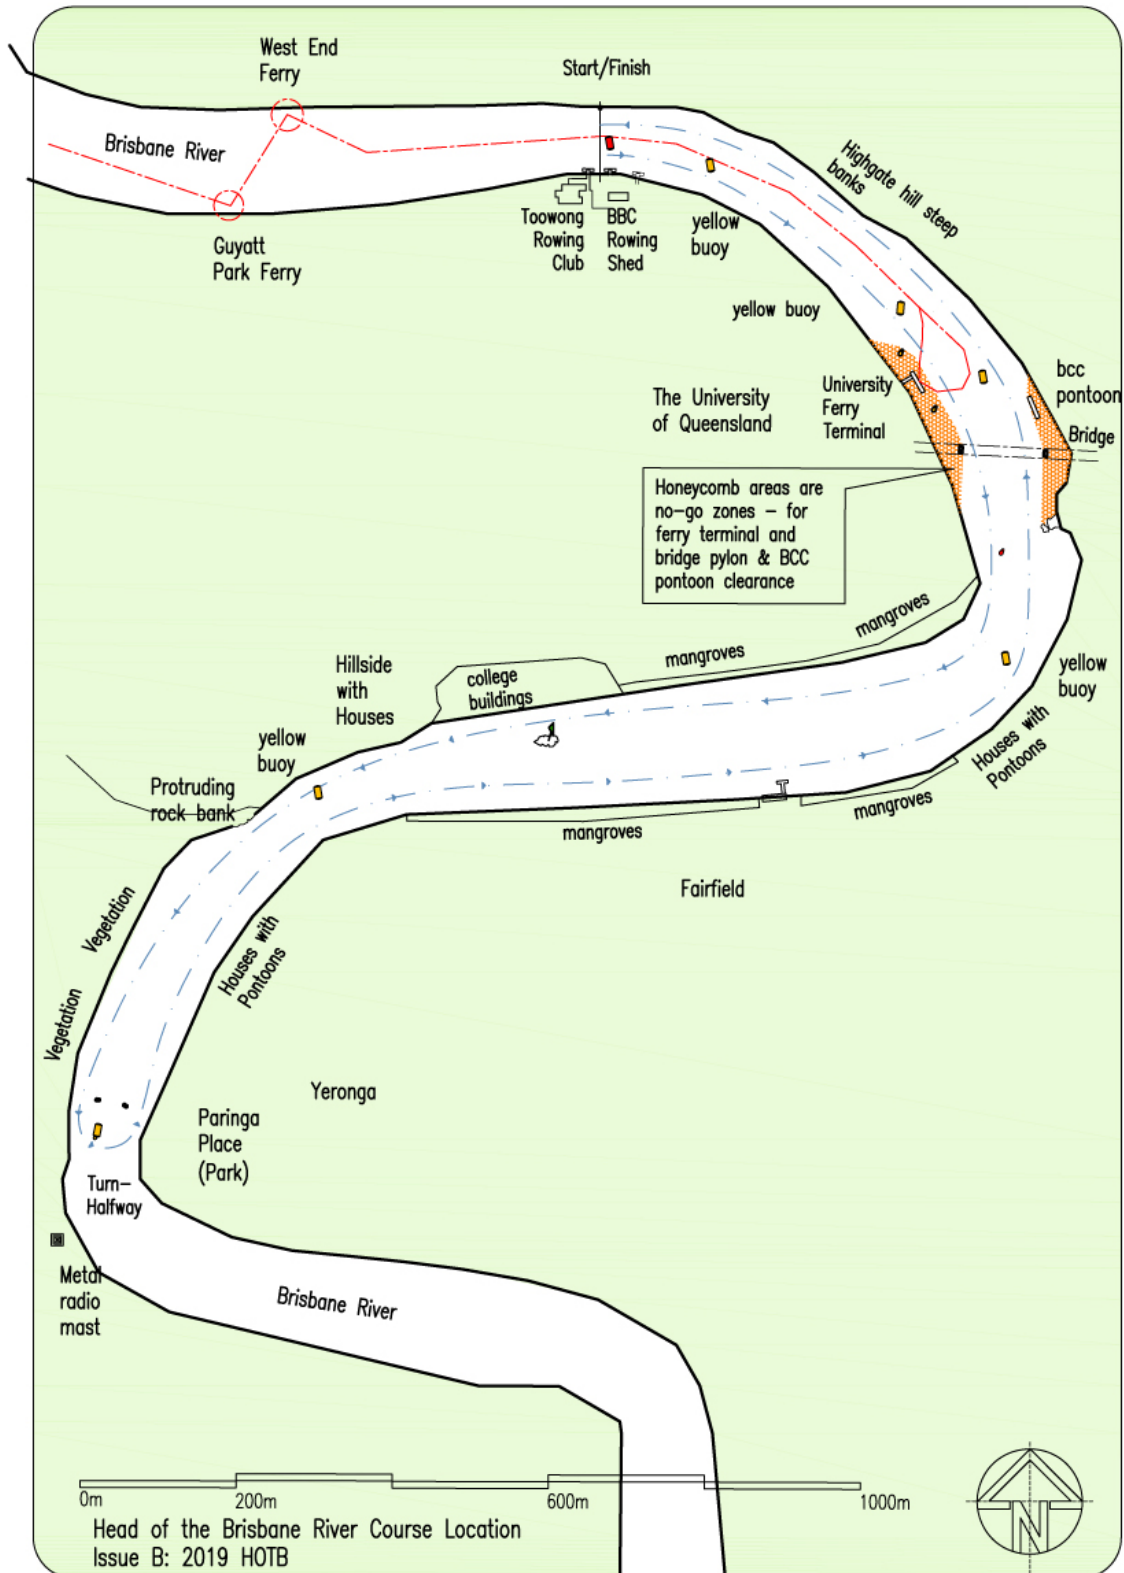 West End
Ferry
Start/Finish
Brisbane River
Highgate hill steep
banks
Toowong
Rowing
Club
BBC
Rowing
Shed
yellow
buoy
Guyatt
Park Ferry
yellow buoy
bcc
pontoon
University
Ferry
Terminal
The University
of Queensland
Bridge
Honeycomb areas are
no-go zones – for
ferry terminal and
bridge pylon & BCC
pontoon clearance
mangroves
mangroves
Hillside
with
Houses
college
buildings
yellow
buoy
yellow
buoy
Houses with
Pontoons
Protruding
rock bank
mangroves
mangroves
Fairfield
Vegetation
Houses with
Pontoons
Vegetation
Yeronga
Paringa
Place
(Park)
Turn-
Halfway
Metal
radio
mast
Brisbane River
0m
200m
600m
1000m
N
Head of the Brisbane River Course Location
Issue B: 2019 HOTB